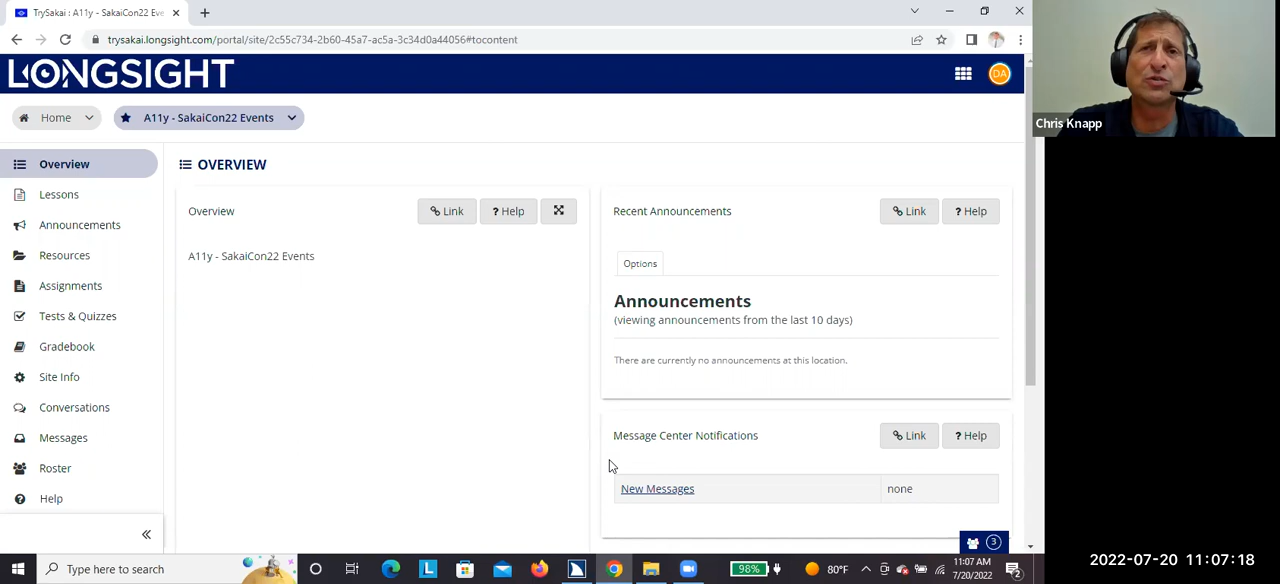 TrySakai : A11y - SakaiCon22 Eve
trysakai.longsight.com/portal/site/2c55c734-2b60-45a7-ac5a-3c34d0a44056#tocontent
LONGSIGHT
DA
Chris Knapp
Home
A11y - SakaiCon22 Events
Overview
Lessons
Announcements
Resources
Assignments
Tests & Quizzes
Gradebook
Site Info
Conversations
Messages
Roster
Help
OVERVIEW
Overview
Link
? Help
A11y - SakaiCon22 Events
Recent Announcements
Link
? Help
Options
Announcements
(viewing announcements from the last 10 days)
There are currently no announcements at this location.
Message Center Notifications
Link
? Help
New Messages
none
3
Type here to search
98%
80°F
11:07 AM
7/20/2022
2
2022-07-20 11:07:18